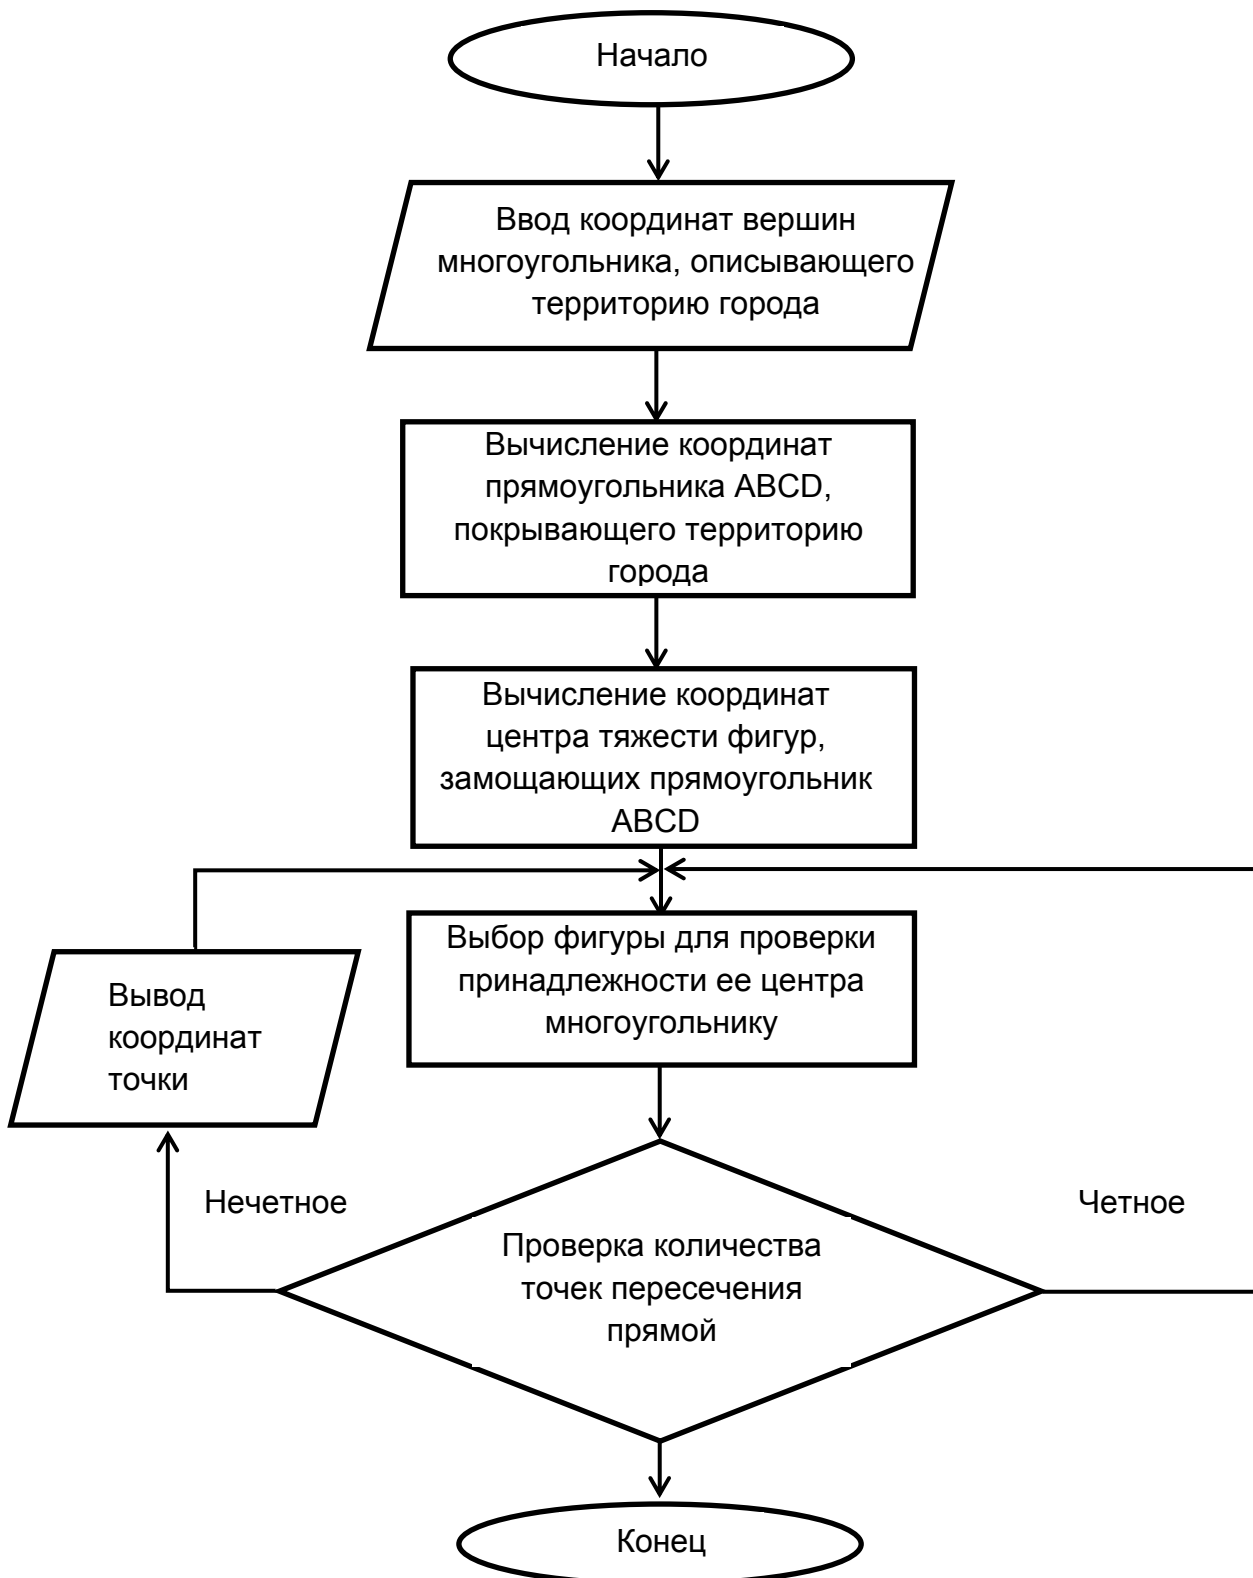 Начало
Ввод координат вершин
многоугольника, описывающего
территорию города
Вычисление координат
прямоугольника ABCD,
покрывающего территорию
города
Вычисление координат
центра тяжести фигур,
замощающих прямоугольник
ABCD
Выбор фигуры для проверки
принадлежности ее центра
многоугольнику
Вывод
координат
точки
Нечетное
Четное
Проверка количества
точек пересечения
прямой
Конец